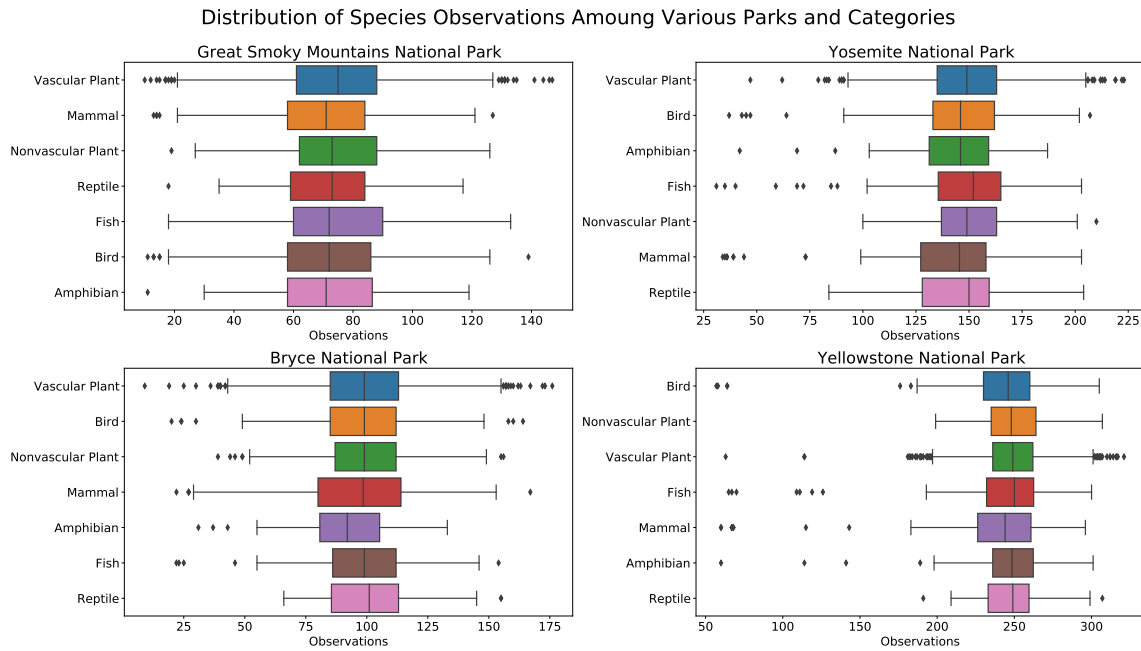 Distribution of Species Observations Amoung Various Parks and Categories
Great Smoky Mountains National Park
Vascular Plant
Mammal
Nonvascular Plant
Reptile
Fish
Bird
Amphibian
20 40 60 80 100 120 140
Observations
Yosemite National Park
Vascular Plant
Bird
Amphibian
Fish
Nonvascular Plant
Mammal
Reptile
25 50 75 100 125 150 175 200 225
Observations
Bryce National Park
Vascular Plant
Bird
Nonvascular Plant
Mammal
Amphibian
Fish
Reptile
25 50 75 100 125 150 175
Observations
Yellowstone National Park
Bird
Nonvascular Plant
Vascular Plant
Fish
Mammal
Amphibian
Reptile
50 100 150 200 250 300
Observations